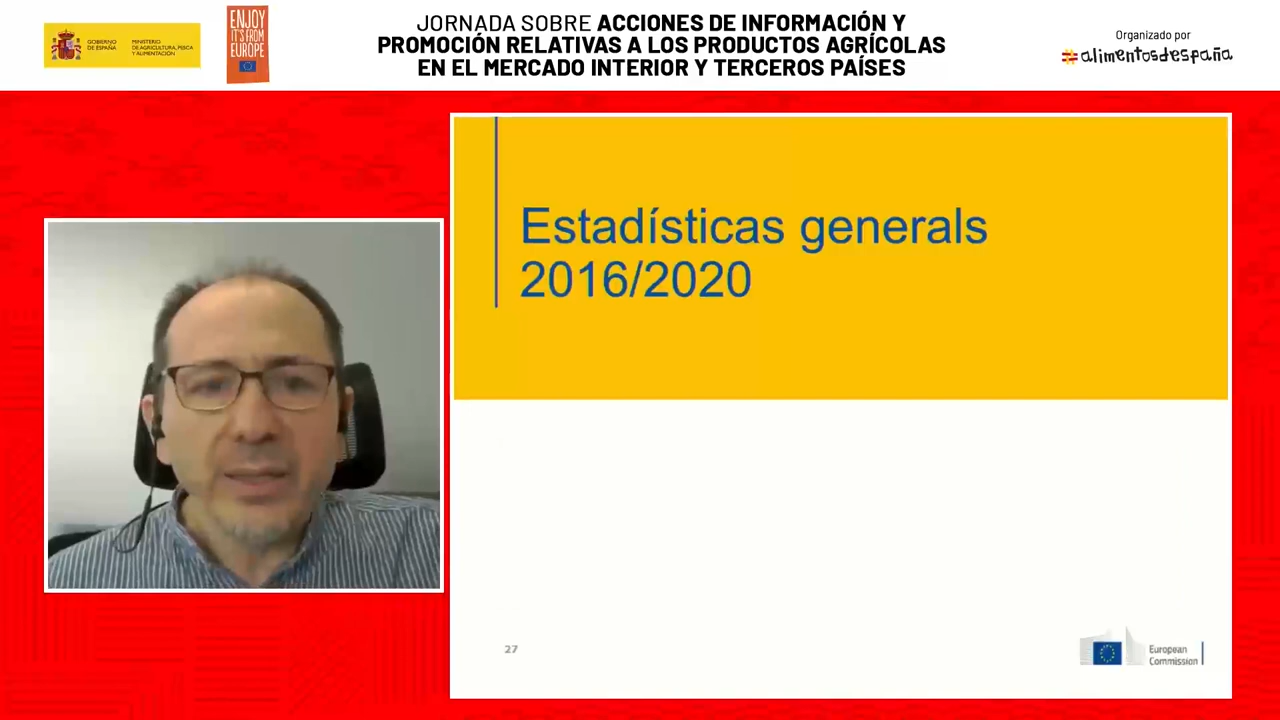 GOBIERNO
DE ESPAÑA
MINISTERIO
DE AGRICULTURA, PESCA
Y ALIMENTACIÓN
ENJOY
IT'S FROM
EUROPE
JORNADA SOBRE ACCIONES DE INFORMACIÓN Y
PROMOCIÓN RELATIVAS A LOS PRODUCTOS AGRÍCOLAS
EN EL MERCADO INTERIOR Y TERCEROS PAÍSES
Organizado por
#alimentosdespaña
Estadísticas generals
2016/2020
27
European
Commission